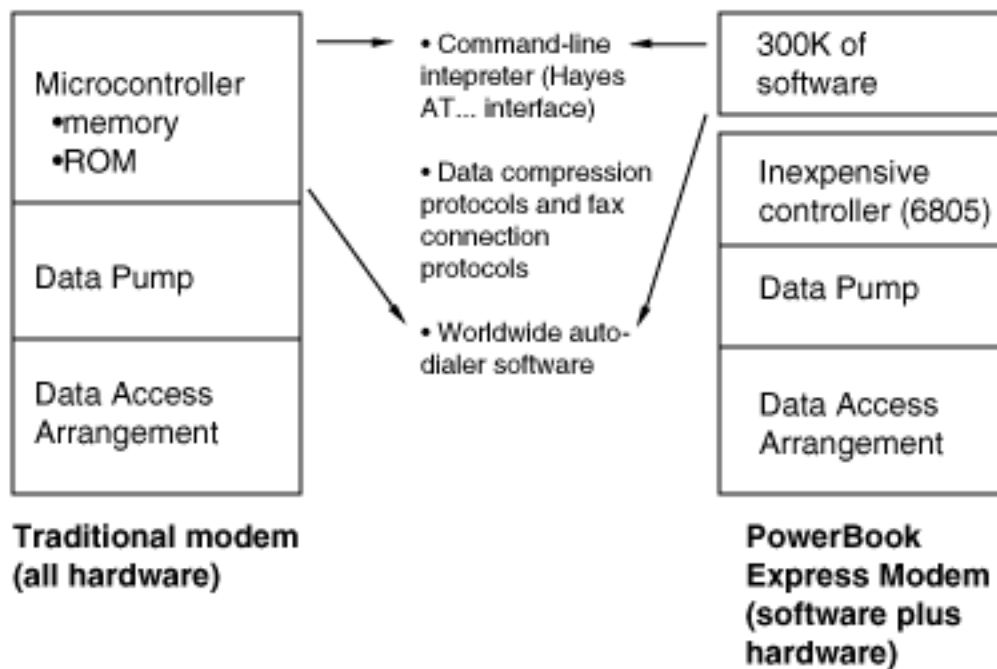 Microcontroller
•memory
•ROM
Data Pump
Data Access
Arrangement
Traditional modem
(all hardware)
• Command-line
intepreter (Hayes
AT... interface)
• Data compression
protocols and fax
connection
protocols
• Worldwide auto-
dialer software
300K of
software
Inexpensive
controller (6805)
Data Pump
Data Access
Arrangement
PowerBook
Express Modem
(software plus
hardware)